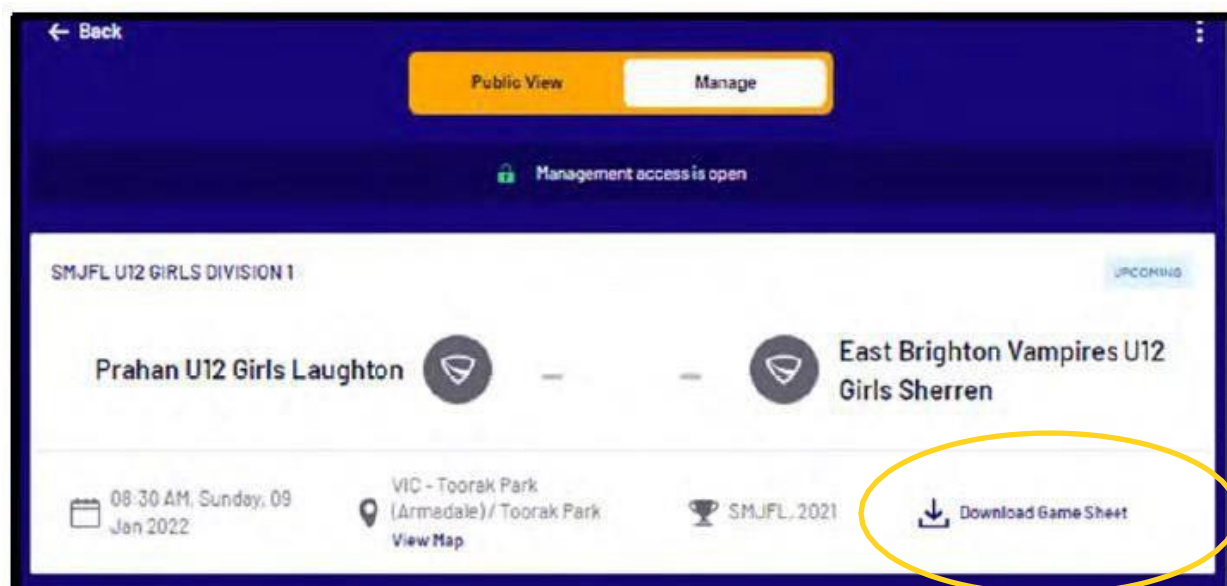 ← Back
Public View Manage
Management access is open
SMJFL U12 GIRLS DIVISION 1 UPCOMING
Prahan U12 Girls Laughton – – East Brighton Vampires U12
Girls Sherren
08:30 AM, Sunday, 09
Jan 2022
VIC - Toorak Park
(Armadale) / Toorak Park
View Map
SMJFL, 2021
Download Game Sheet